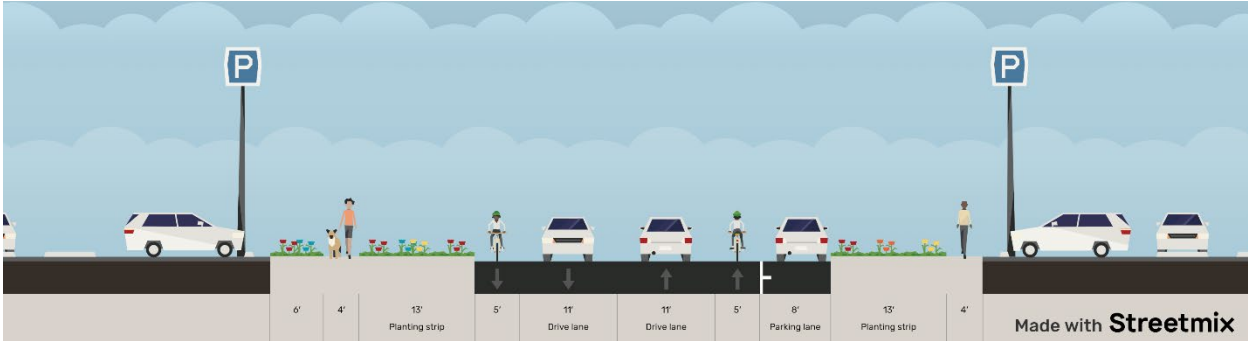 P
P
6'
4'
13'
Planting strip
5'
11'
Drive lane
11'
Drive lane
5'
8'
Parking lane
13'
Planting strip
4'
Made with Streetmix